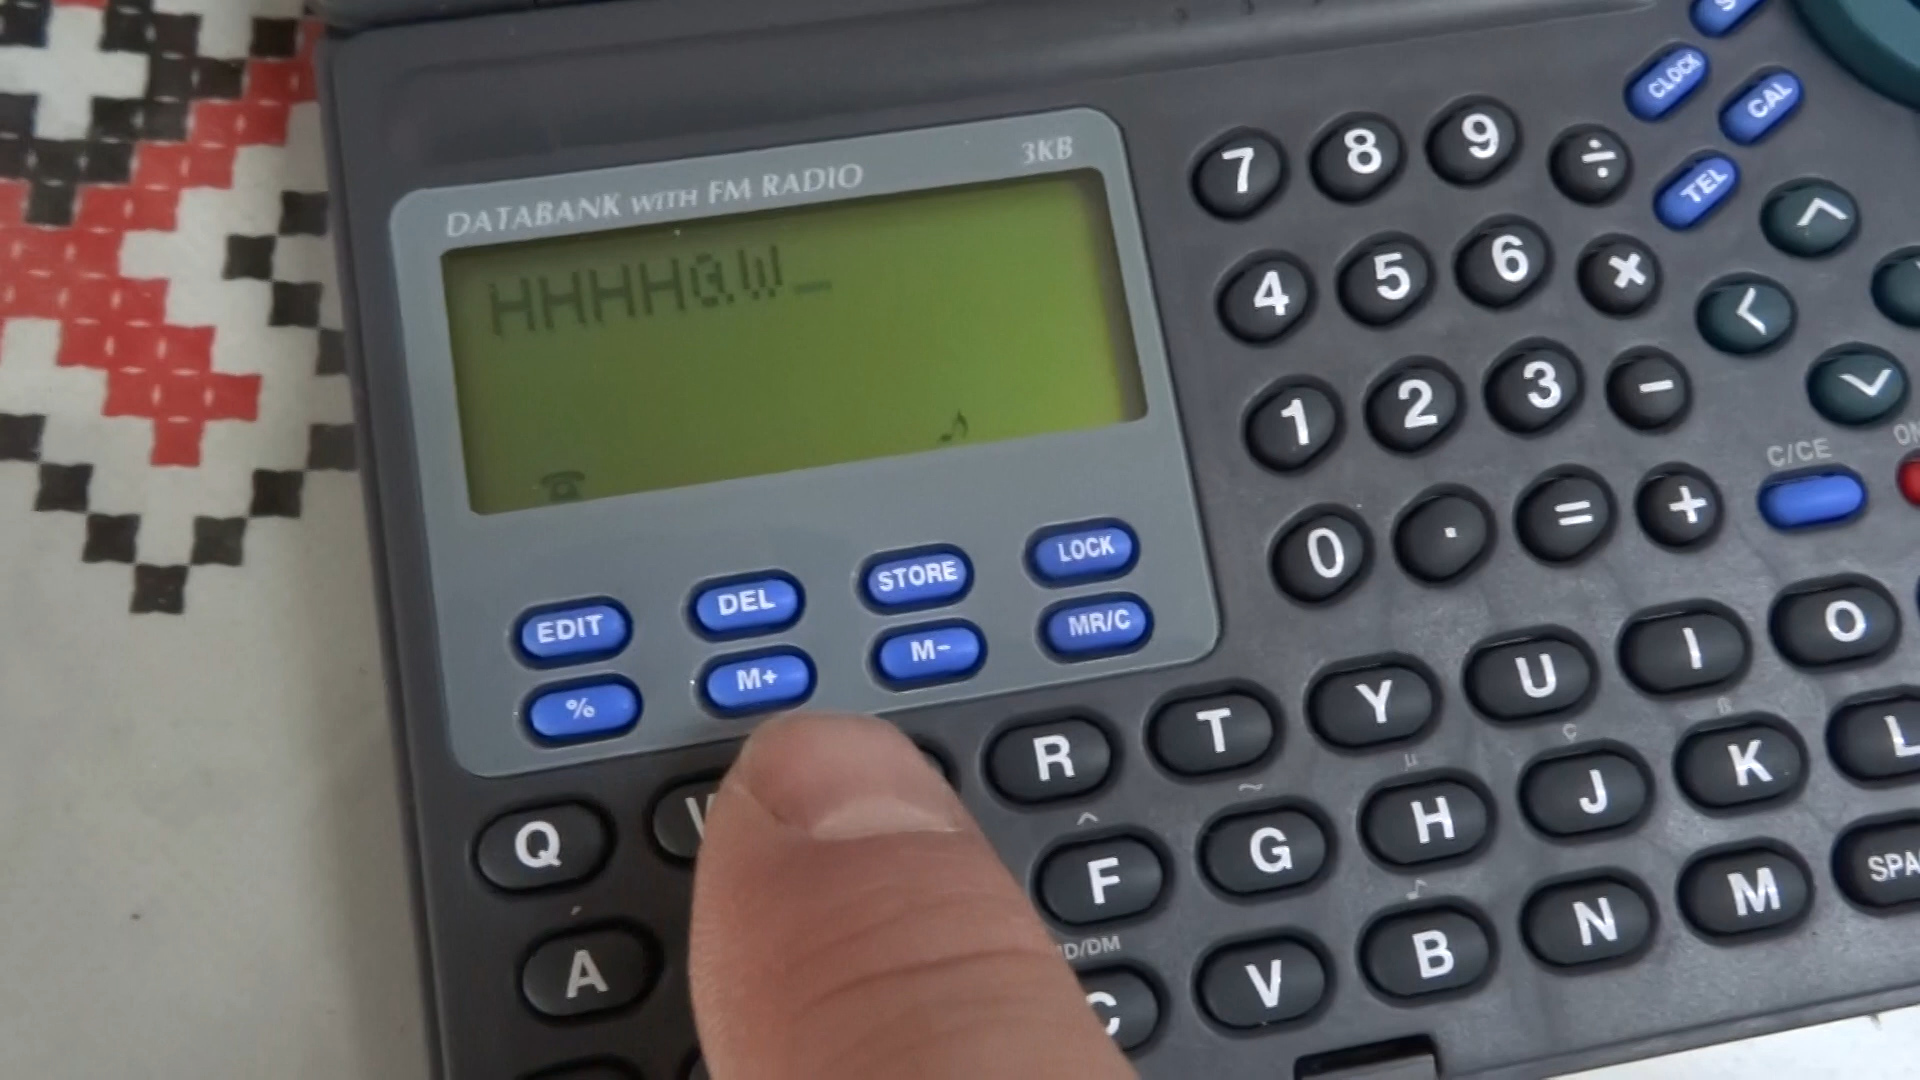 DATABANK WITH FM RADIO 3KB
HHHHQW_
CLOCK
CAL
TEL
7 8 9 ÷
4 5 6 ×
1 2 3 −
0 . = +
C/CE
EDIT DEL STORE LOCK
% M+ M− MR/C
Q R T Y U I O
A F G H J K L
C V B N M